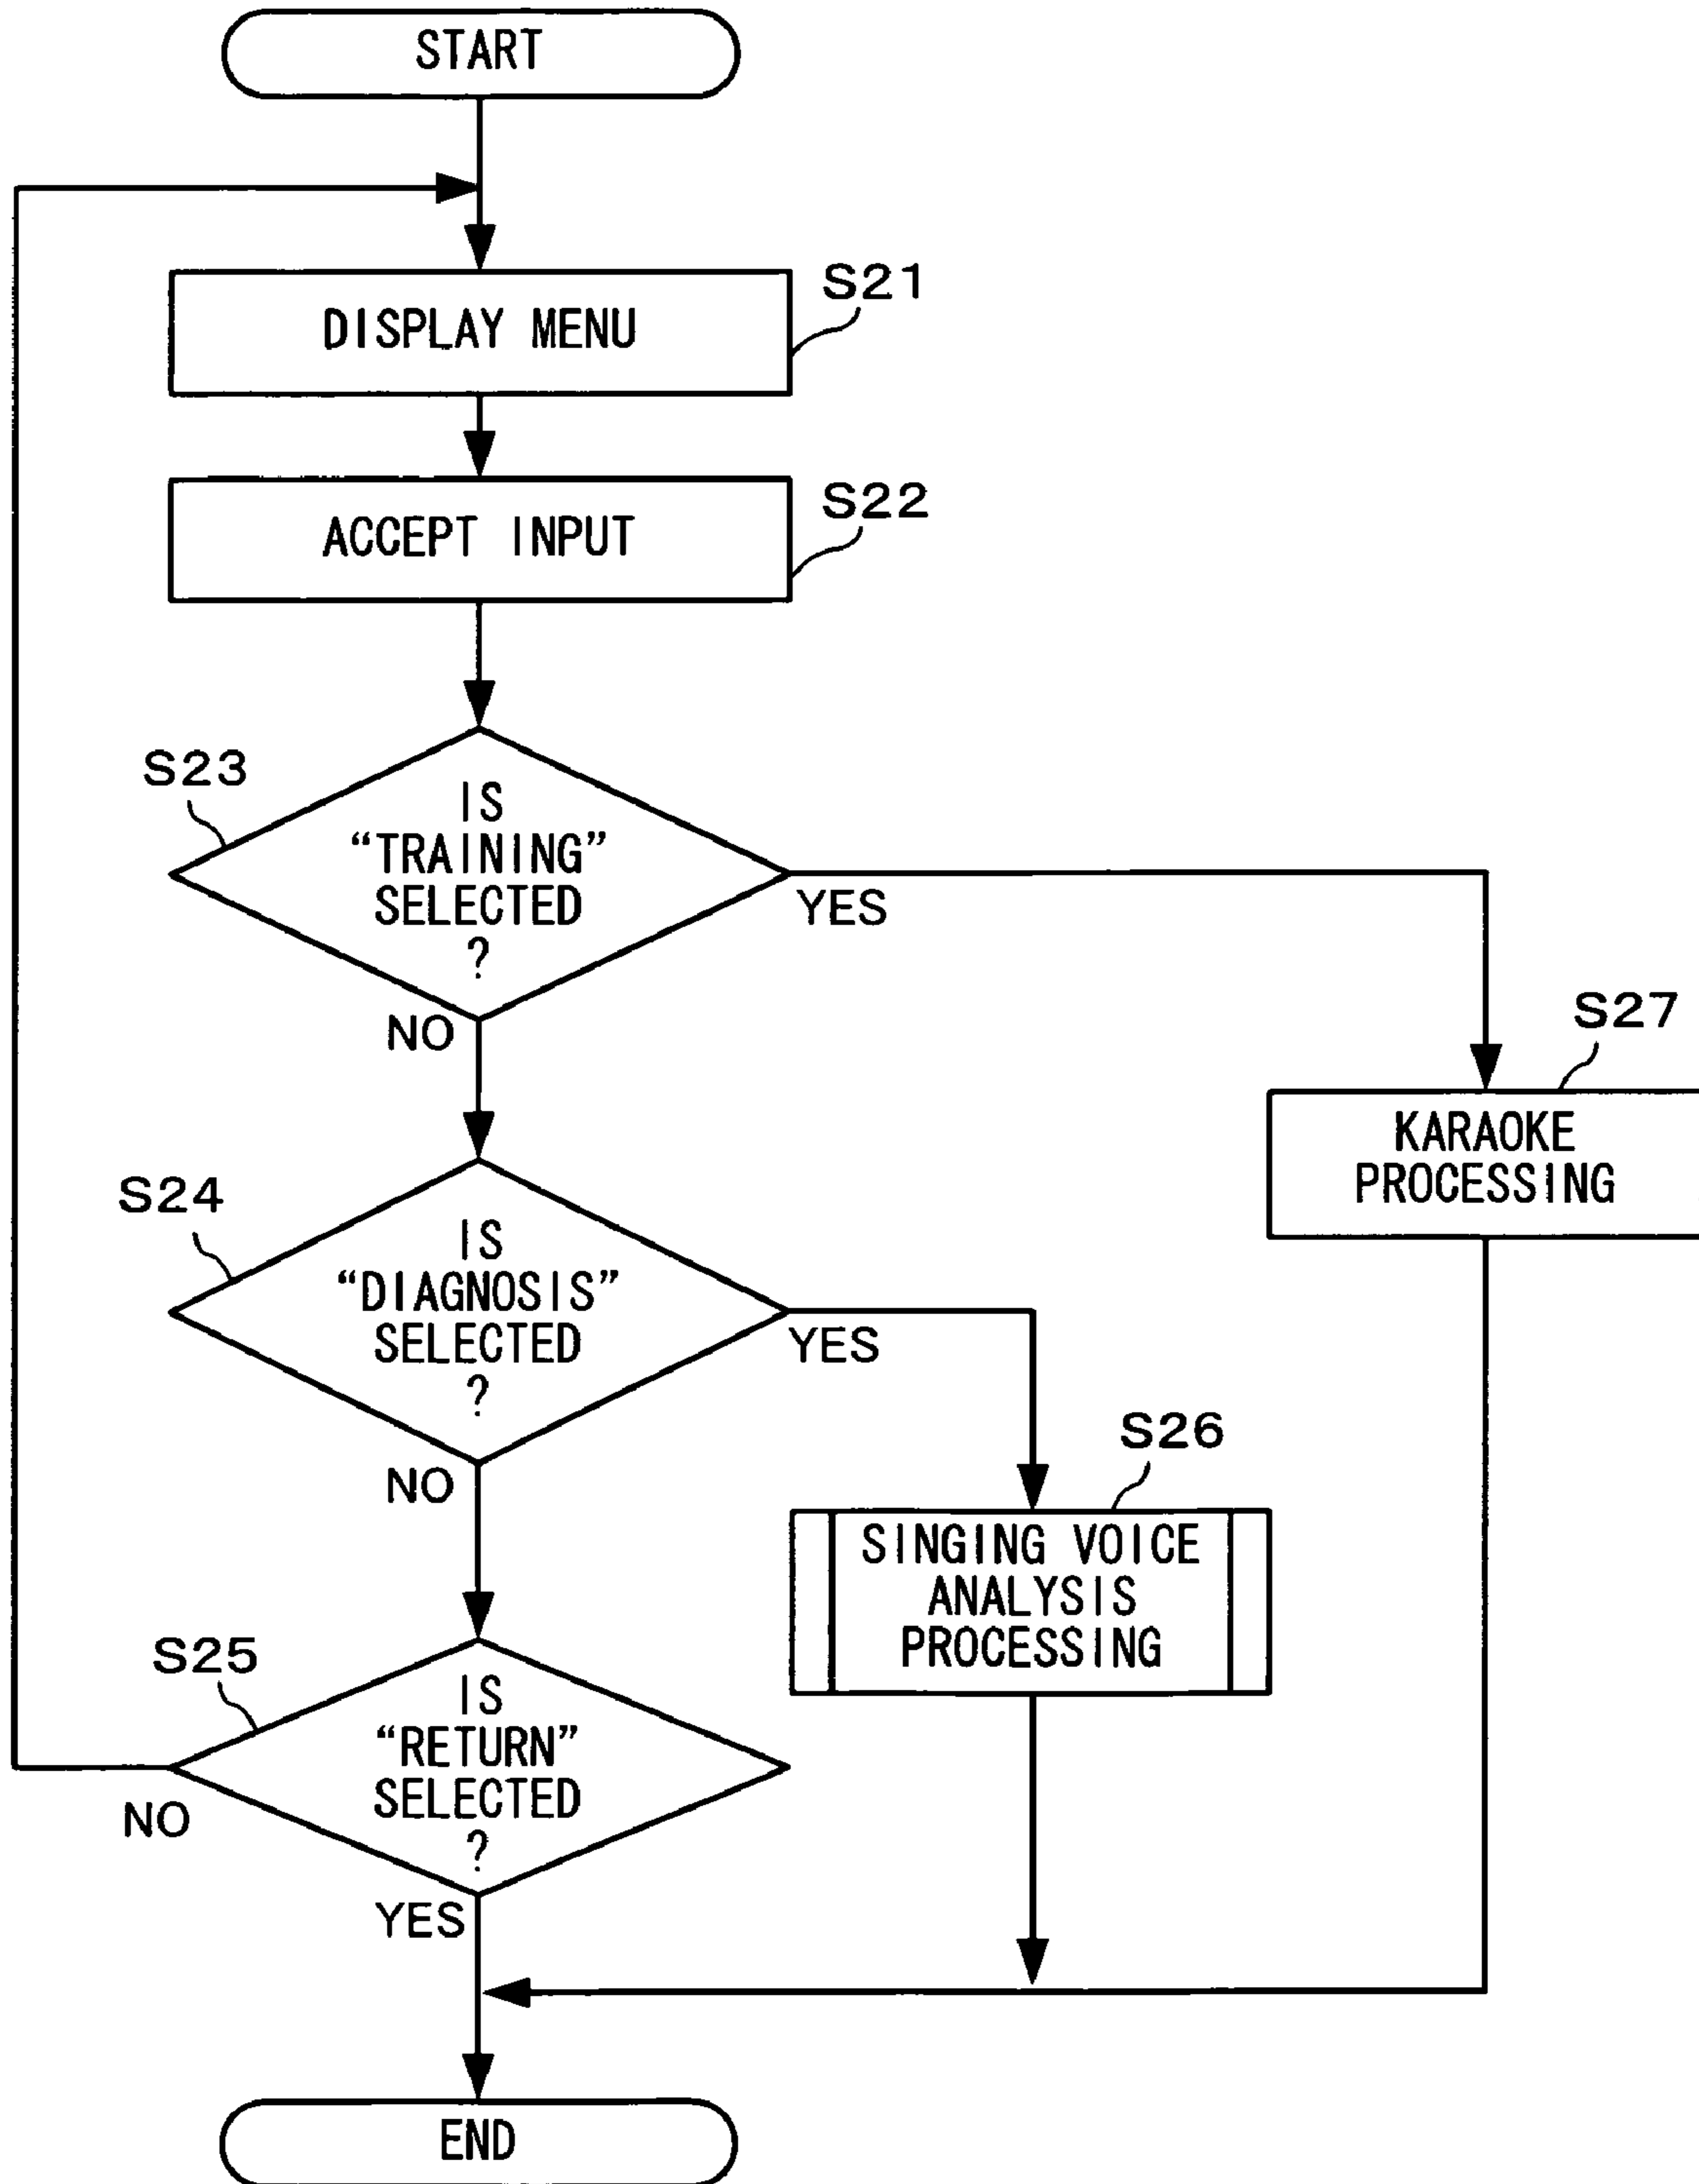 START
DISPLAY MENU
S21
ACCEPT INPUT
S22
S23
IS
“TRAINING”
SELECTED
?
YES
NO
S27
KARAOKE
PROCESSING
S24
IS
“DIAGNOSIS”
SELECTED
?
YES
NO
S26
SINGING VOICE
ANALYSIS
PROCESSING
S25
IS
“RETURN”
SELECTED
?
NO
YES
END